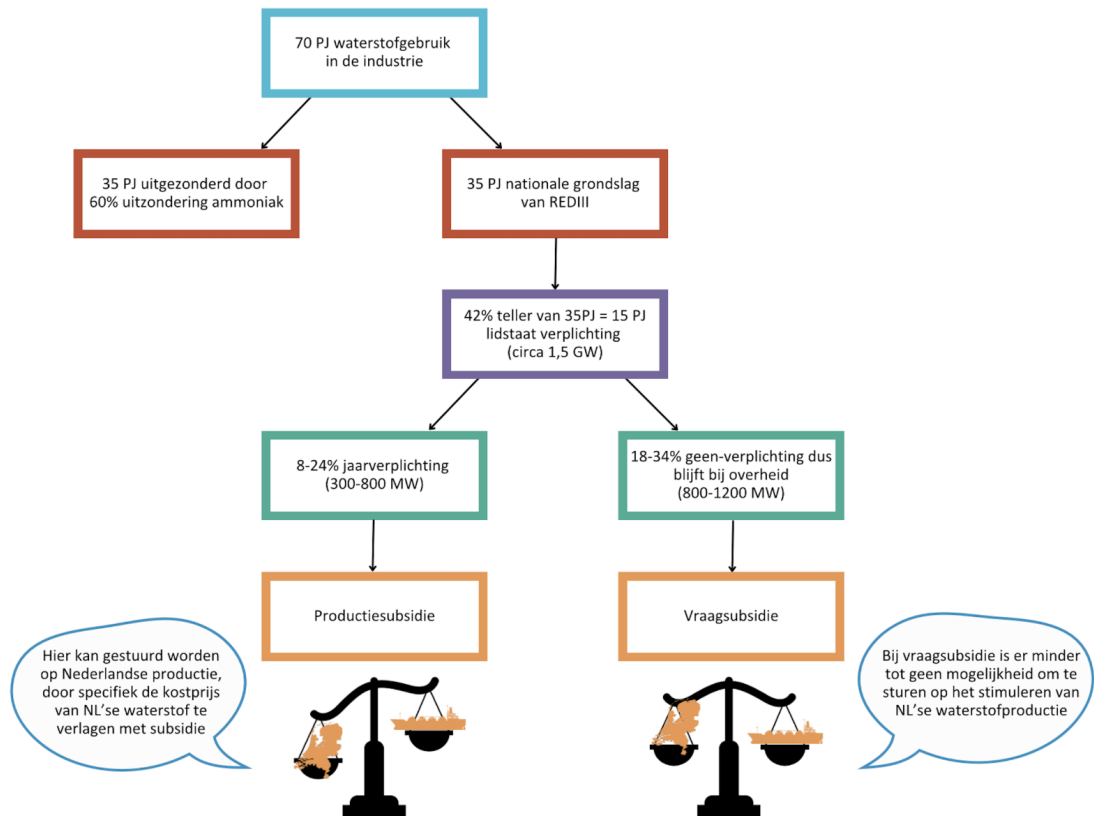 70 PJ waterstofgebruik
in de industrie
35 PJ uitgezonderd door
60% uitzondering ammoniak
35 PJ nationale grondslag
van REDIII
42% teller van 35PJ = 15 PJ
lidstaat verplichting
(circa 1,5 GW)
8-24% jaarverplichting
(300-800 MW)
18-34% geen-verplichting dus
blijft bij overheid
(800-1200 MW)
Productiesubsidie
Vraagsubsidie
Hier kan gestuurd worden
op Nederlandse productie,
door specifiek de kostprijs
van NL'se waterstof te
verlagen met subsidie
Bij vraagsubsidie is er minder
tot geen mogelijkheid om te
sturen op het stimuleren van
NL'se waterstofproductie